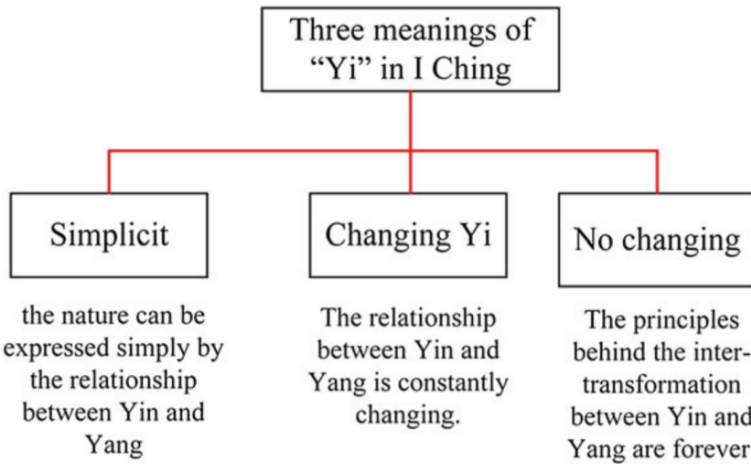 Three meanings of
“Yi” in I Ching
Simplicit
Changing Yi
No changing
the nature can be
expressed simply by
the relationship
between Yin and
Yang
The relationship
between Yin and
Yang is constantly
changing.
The principles
behind the inter-
transformation
between Yin and
Yang are forever